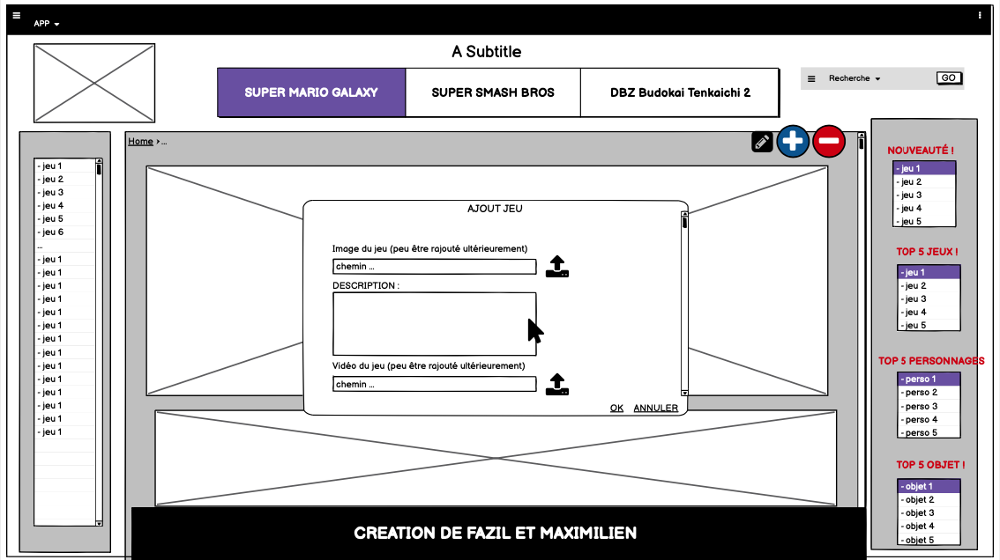 APP
A Subtitle
SUPER MARIO GALAXY
SUPER SMASH BROS
DBZ Budokai Tenkaichi 2
Recherche
GO
- jeu 1
- jeu 2
- jeu 3
- jeu 4
- jeu 5
- jeu 6
...
- jeu 1
- jeu 1
- jeu 1
- jeu 1
- jeu 1
- jeu 1
- jeu 1
- jeu 1
- jeu 1
- jeu 1
- jeu 1
- jeu 1
- jeu 1
- jeu 1
Home › ...
AJOUT JEU
Image du jeu (peu être rajouté ultérieurement)
chemin ...
DESCRIPTION :
Vidéo du jeu (peu être rajouté ultérieurement)
chemin ...
OK
ANNULER
NOUVEAUTÉ !
- jeu 1
- jeu 2
- jeu 3
- jeu 4
- jeu 5
TOP 5 JEUX !
- jeu 1
- jeu 2
- jeu 3
- jeu 4
- jeu 5
TOP 5 PERSONNAGES
- perso 1
- perso 2
- perso 3
- perso 4
- perso 5
TOP 5 OBJET !
- objet 1
- objet 2
- objet 3
- objet 4
- objet 5
CREATION DE FAZIL ET MAXIMILIEN